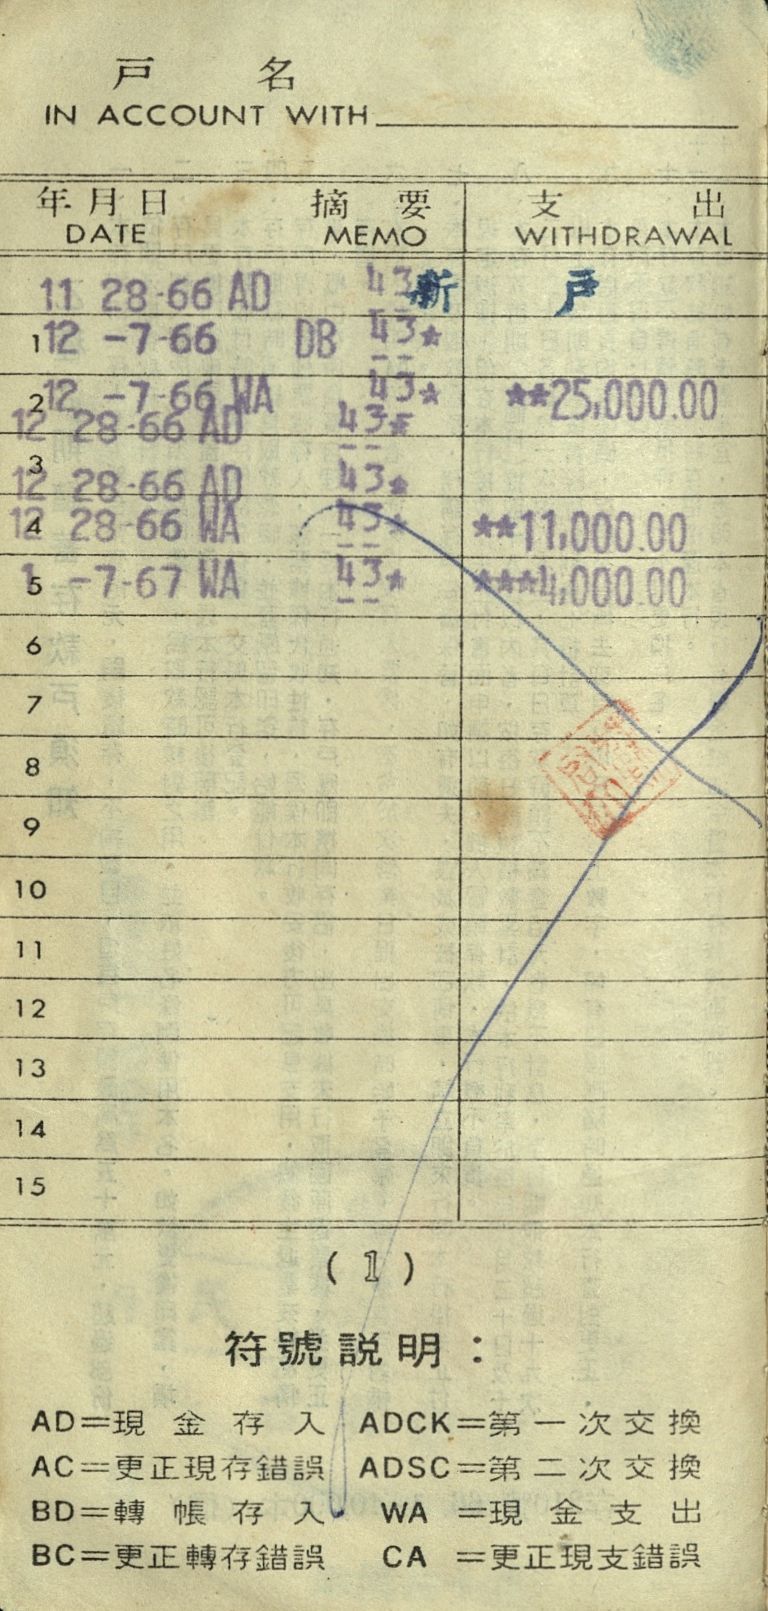 戶 名
IN ACCOUNT WITH
年月日 摘 要 支 出
DATE MEMO WITHDRAWAL
11 28-66 AD 43 新 戶
1 12 -7-66 DB 43*
2 12 -7-66 WA 43* **25,000.00
12 28-66 AD 43*
3
12 28-66 AD 43*
4 12 28-66 WA 43* **11,000.00
5 1 -7-67 WA 43* ***4,000.00
6
7
8
9
10
11
12
13
14
15
(1)
符號説明：
AD=現金存入 ADCK=第一次交換
AC=更正現存錯誤 ADSC=第二次交換
BD=轉帳存入 WA=現金支出
BC=更正轉存錯誤 CA=更正現支錯誤